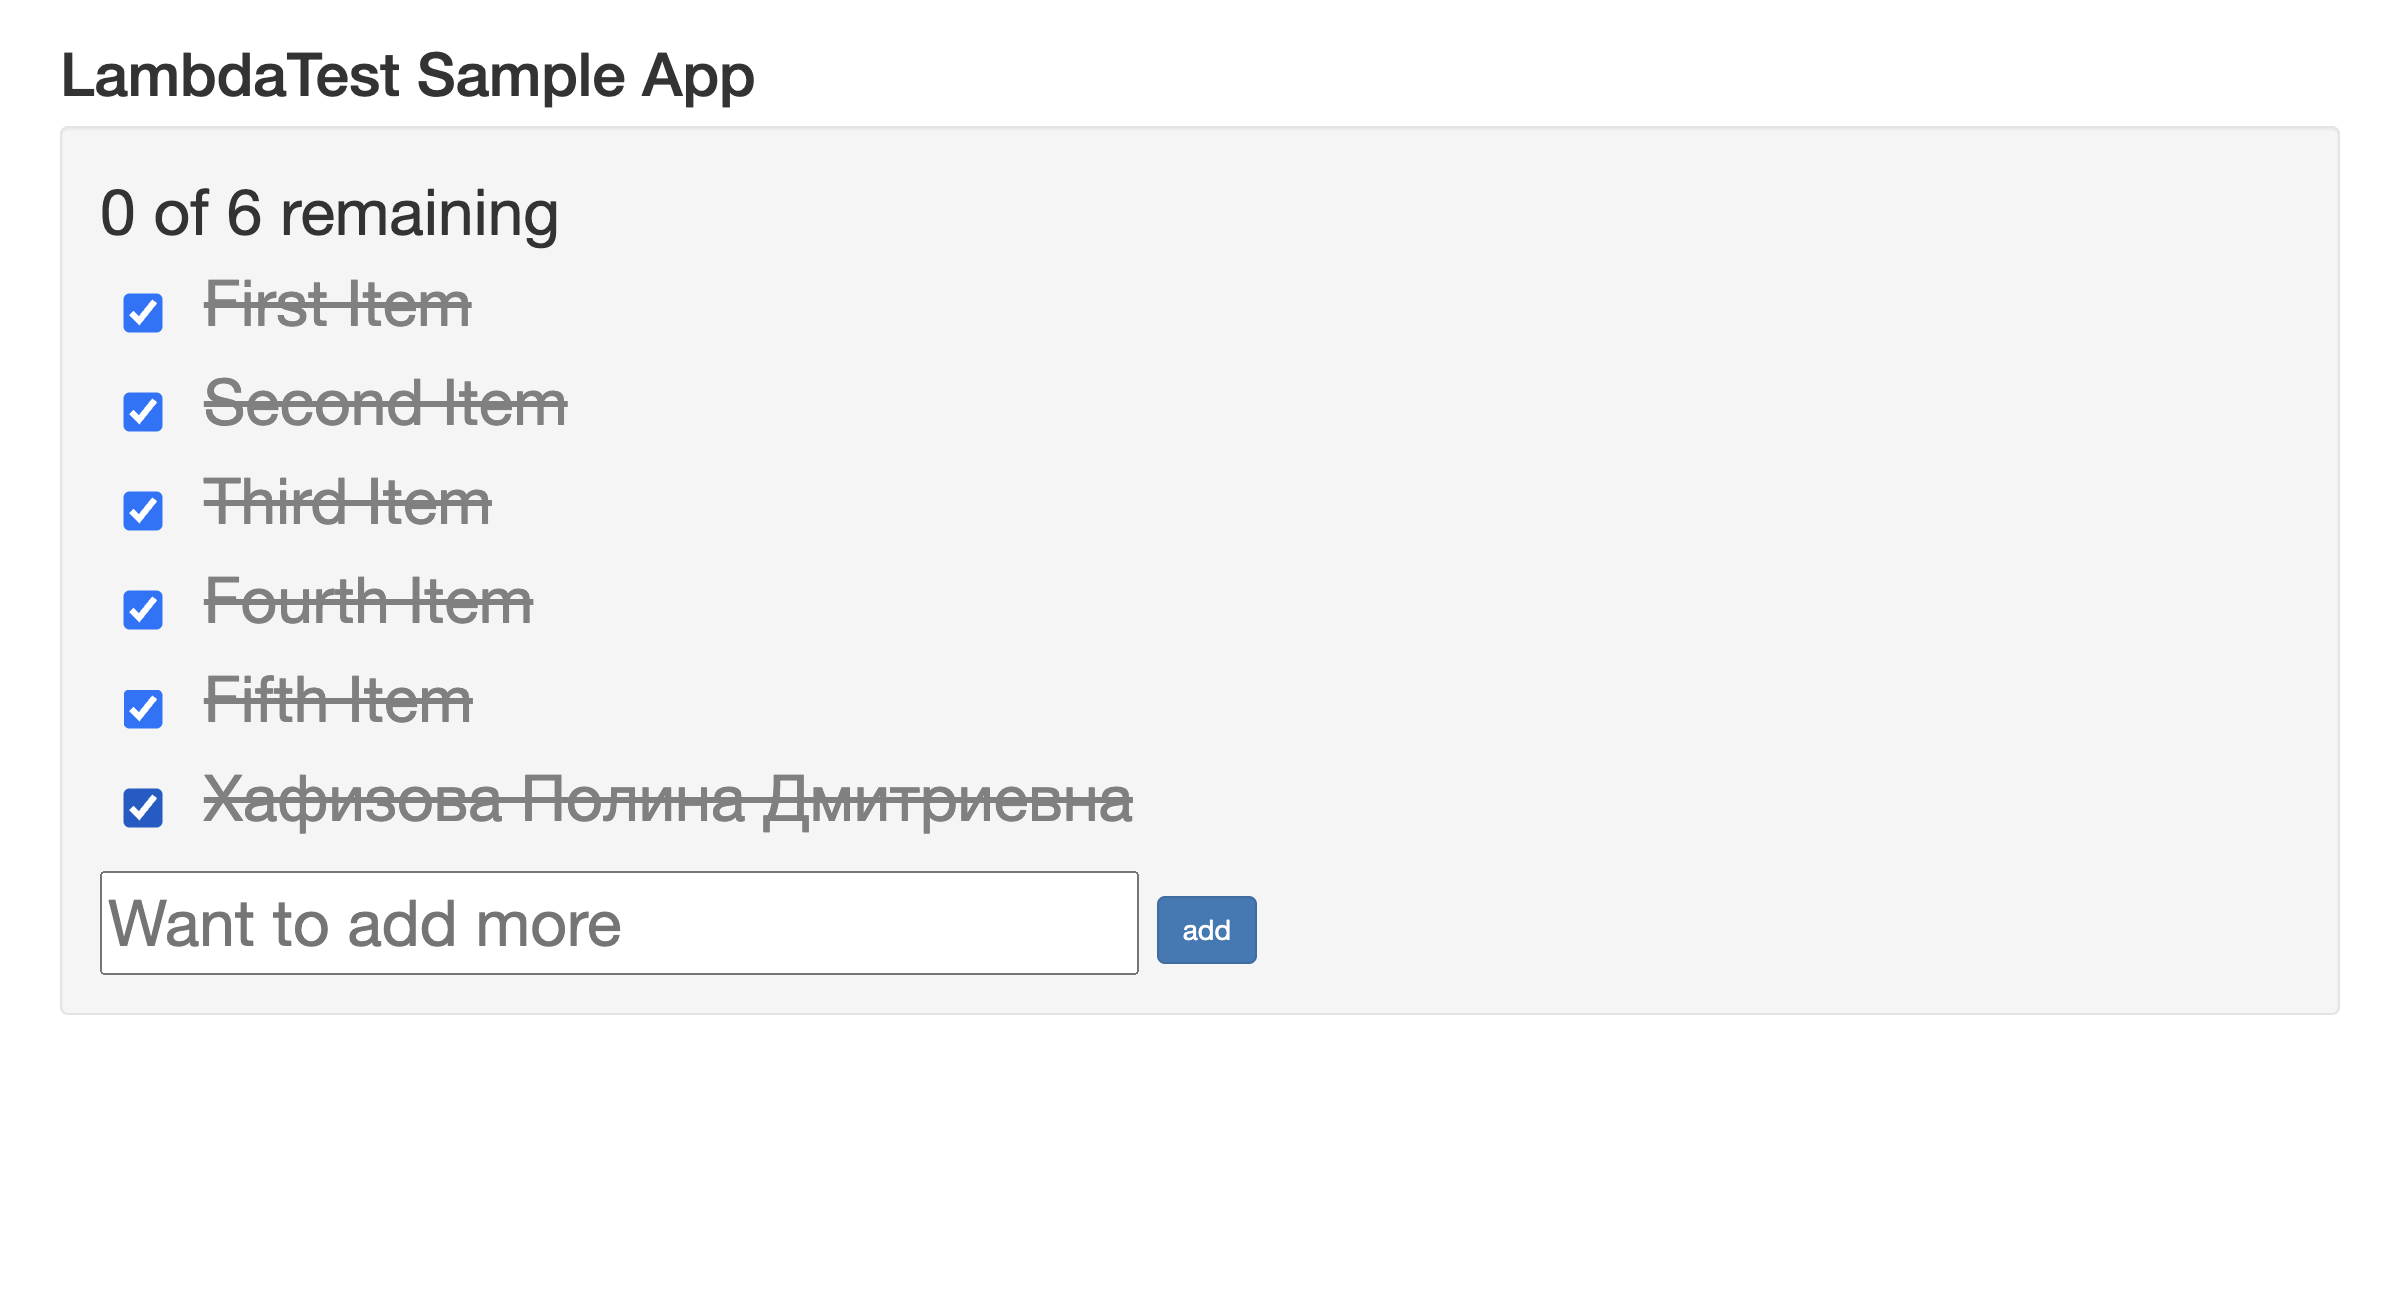 LambdaTest Sample App
0 of 6 remaining
First Item
Second Item
Third Item
Fourth Item
Fifth Item
Хафизова Полина Дмитриевна
Want to add more
add